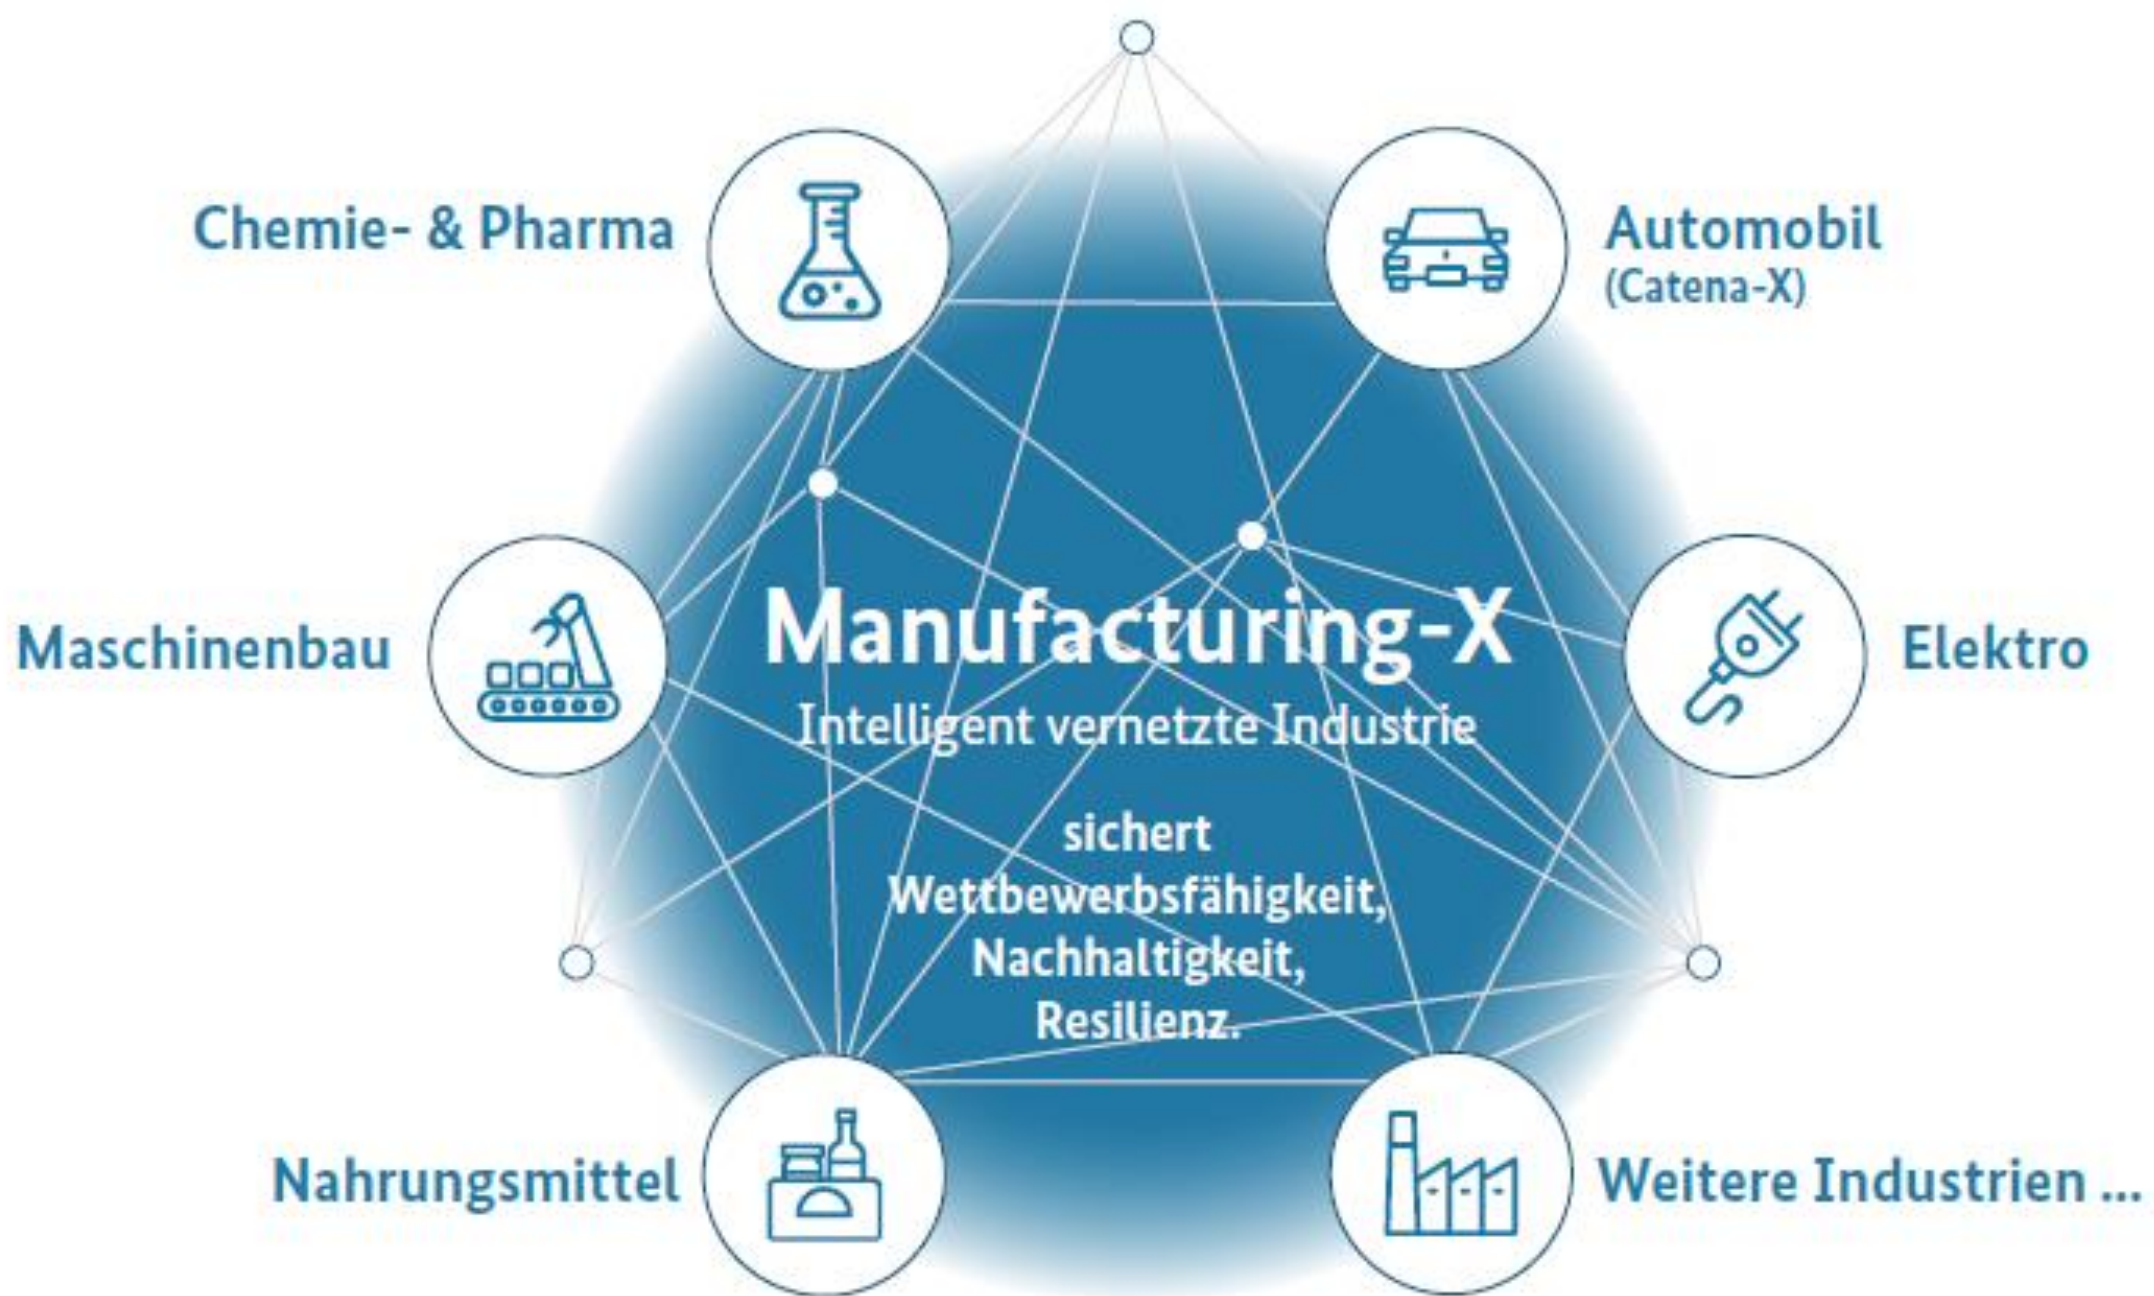 Chemie- & Pharma
Automobil
(Catena-X)
Maschinenbau
Manufacturing-X
Intelligent vernetzte Industrie
sichert
Wettbewerbsfähigkeit,
Nachhaltigkeit,
Resilienz.
Elektro
Nahrungsmittel
Weitere Industrien ...